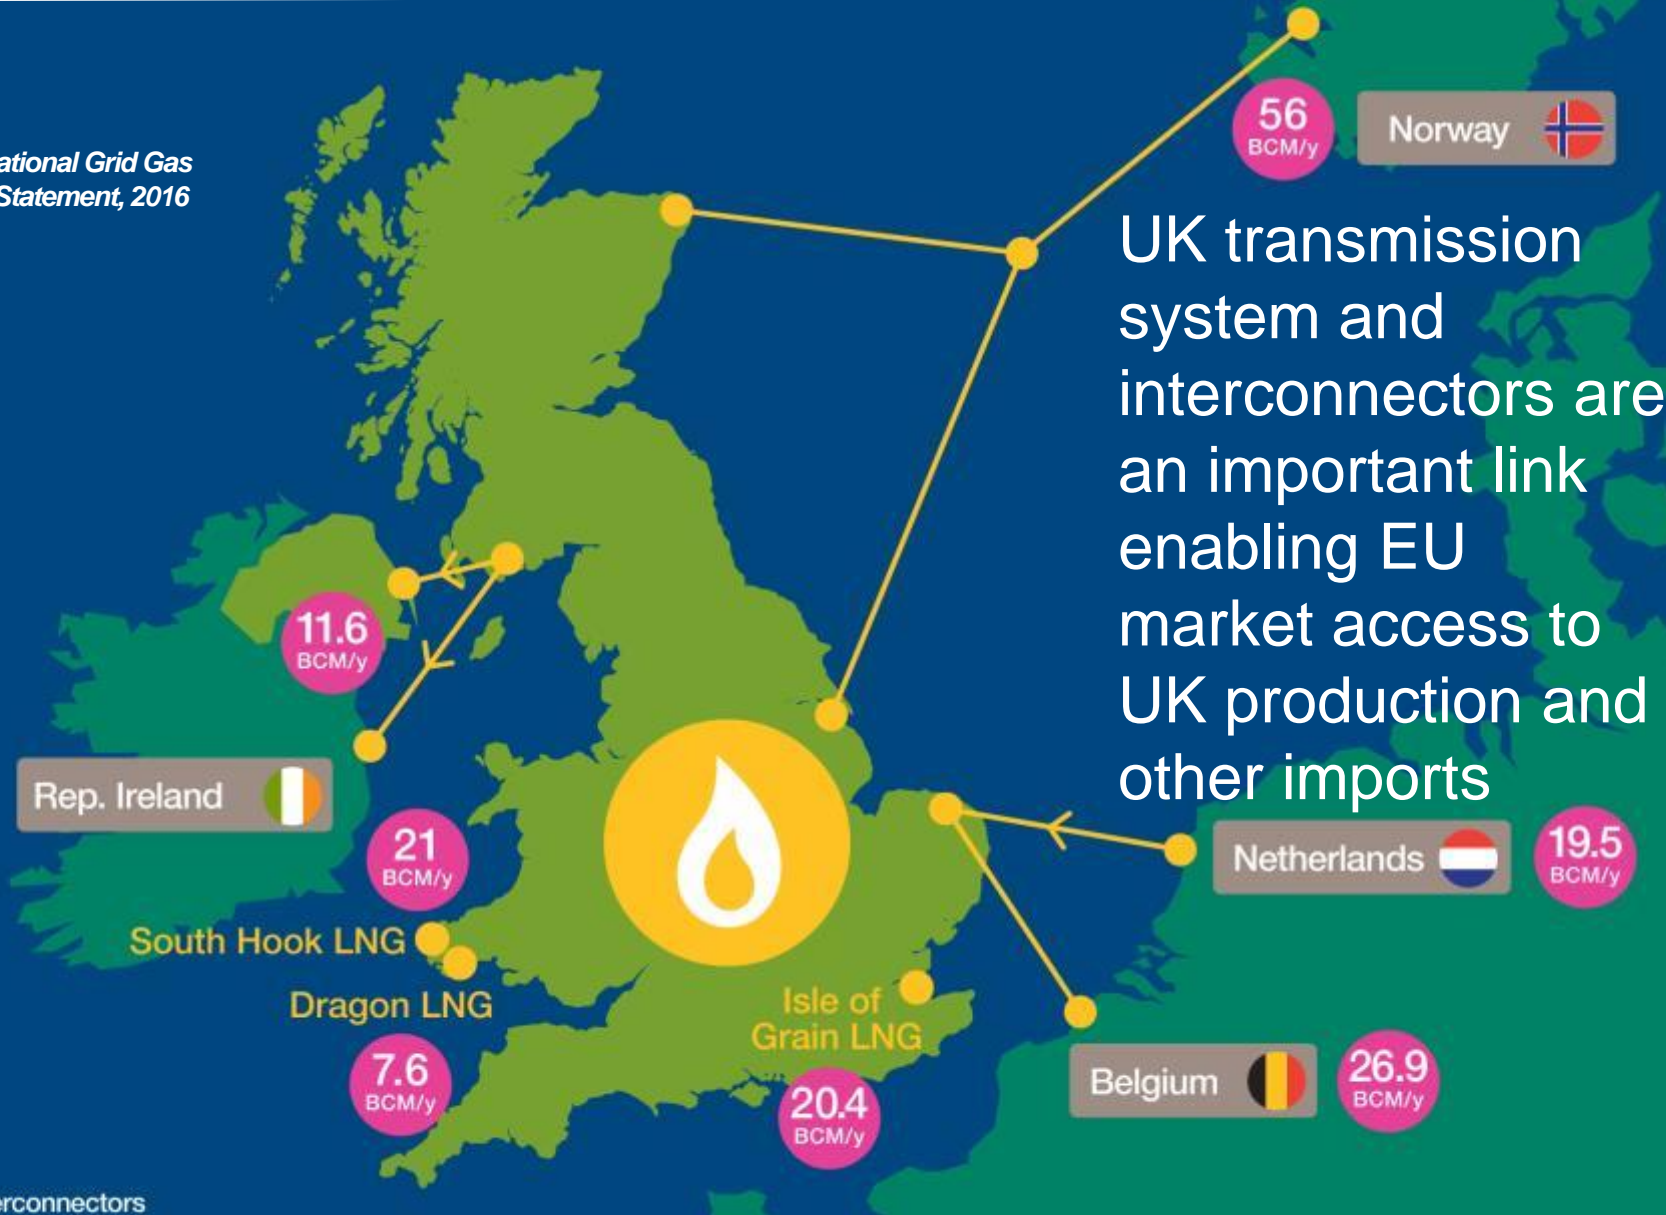 ational Grid Gas
Statement, 2016
56
BCM/y
Norway
UK transmission
system and
interconnectors are
an important link
enabling EU
market access to
UK production and
other imports
11.6
BCM/y
Rep. Ireland
21
BCM/y
South Hook LNG
Dragon LNG
7.6
BCM/y
Isle of
Grain LNG
20.4
BCM/y
Netherlands
19.5
BCM/y
Belgium
26.9
BCM/y
erconnectors